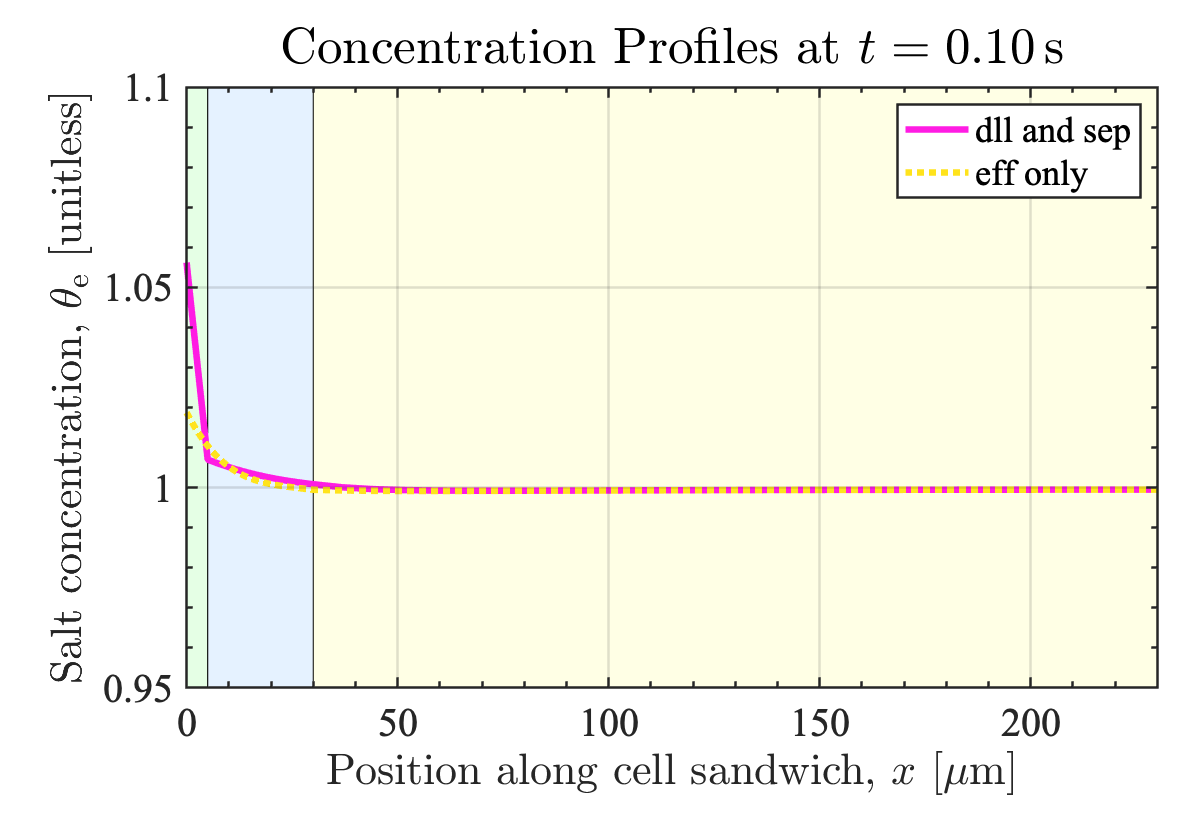 Concentration Profiles at t = 0.10 s
1.1
1.05
1
0.95
Salt concentration, θe [unitless]
dll and sep
eff only
0 50 100 150 200
Position along cell sandwich, x [μm]